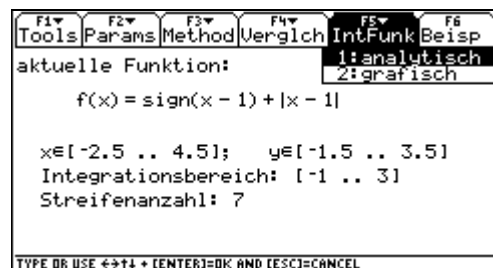 F1▾ F2▾ F3▾ F4▾ F5▾ F6
Tools Params Method Verglch IntFunk Beisp
1:analytisch
2:grafisch
aktuelle Funktion:
f(x) = sign(x - 1) + |x - 1|
x∈[-2.5 .. 4.5]; y∈[-1.5 .. 3.5]
Integrationsbereich: [-1 .. 3]
Streifenanzahl: 7
TYPE OR USE ←→↑↓ + [ENTER]=OK AND [ESC]=CANCEL